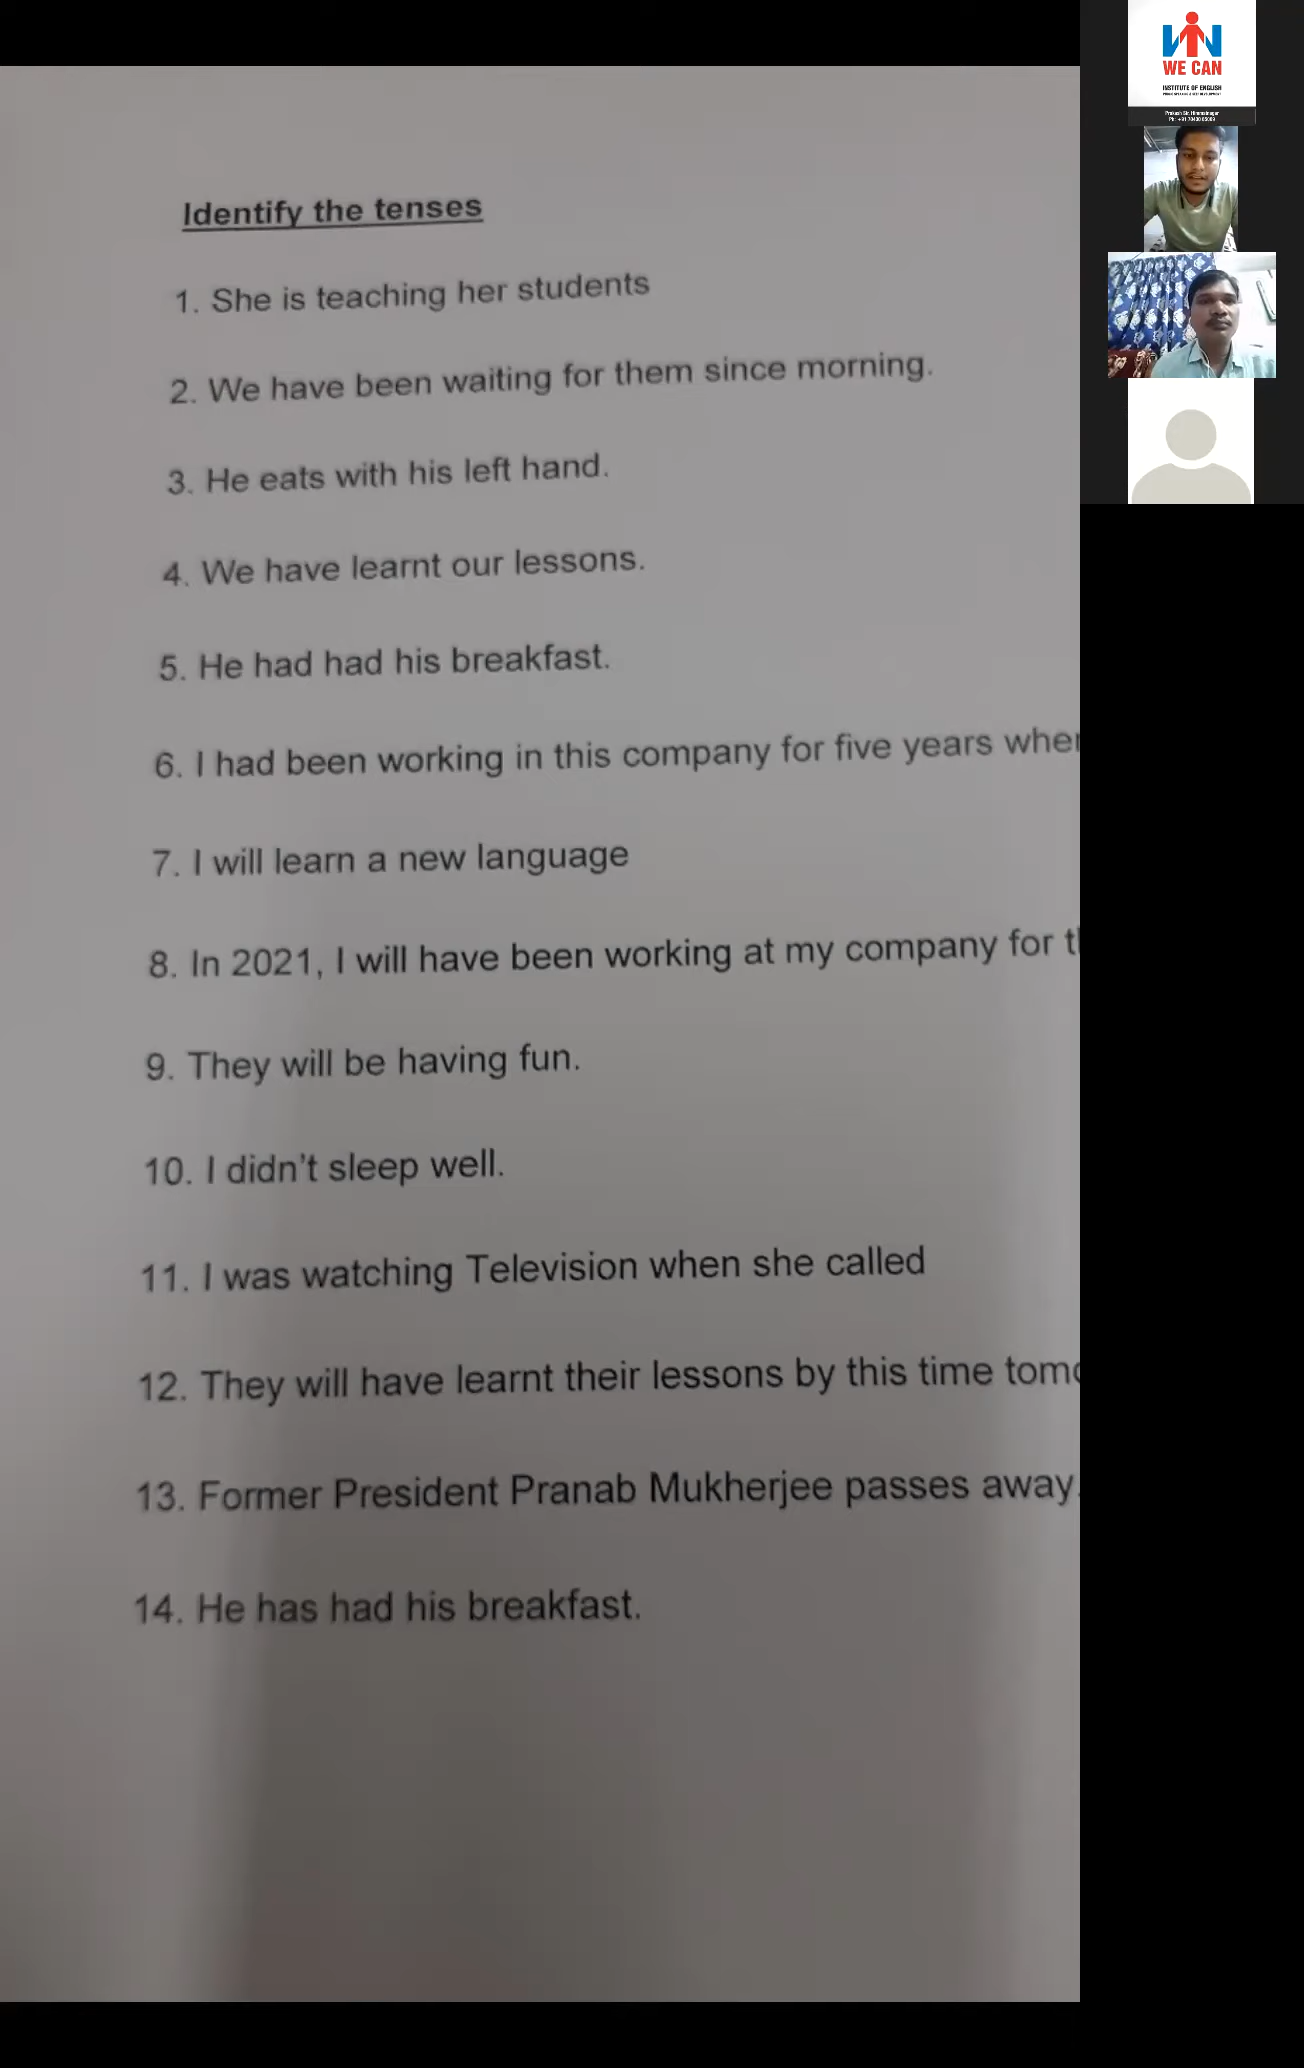 Identify the tenses
1. She is teaching her students
2. We have been waiting for them since morning.
3. He eats with his left hand.
4. We have learnt our lessons.
5. He had had his breakfast.
6. I had been working in this company for five years
7. I will learn a new language
8. In 2021, I will have been working at my company for
9. They will be having fun.
10. I didn't sleep well.
11. I was watching Television when she called
12. They will have learnt their lessons by this time
13. Former President Pranab Mukherjee passes away.
14. He has had his breakfast.
WE CAN
INSTITUTE OF ENGLISH